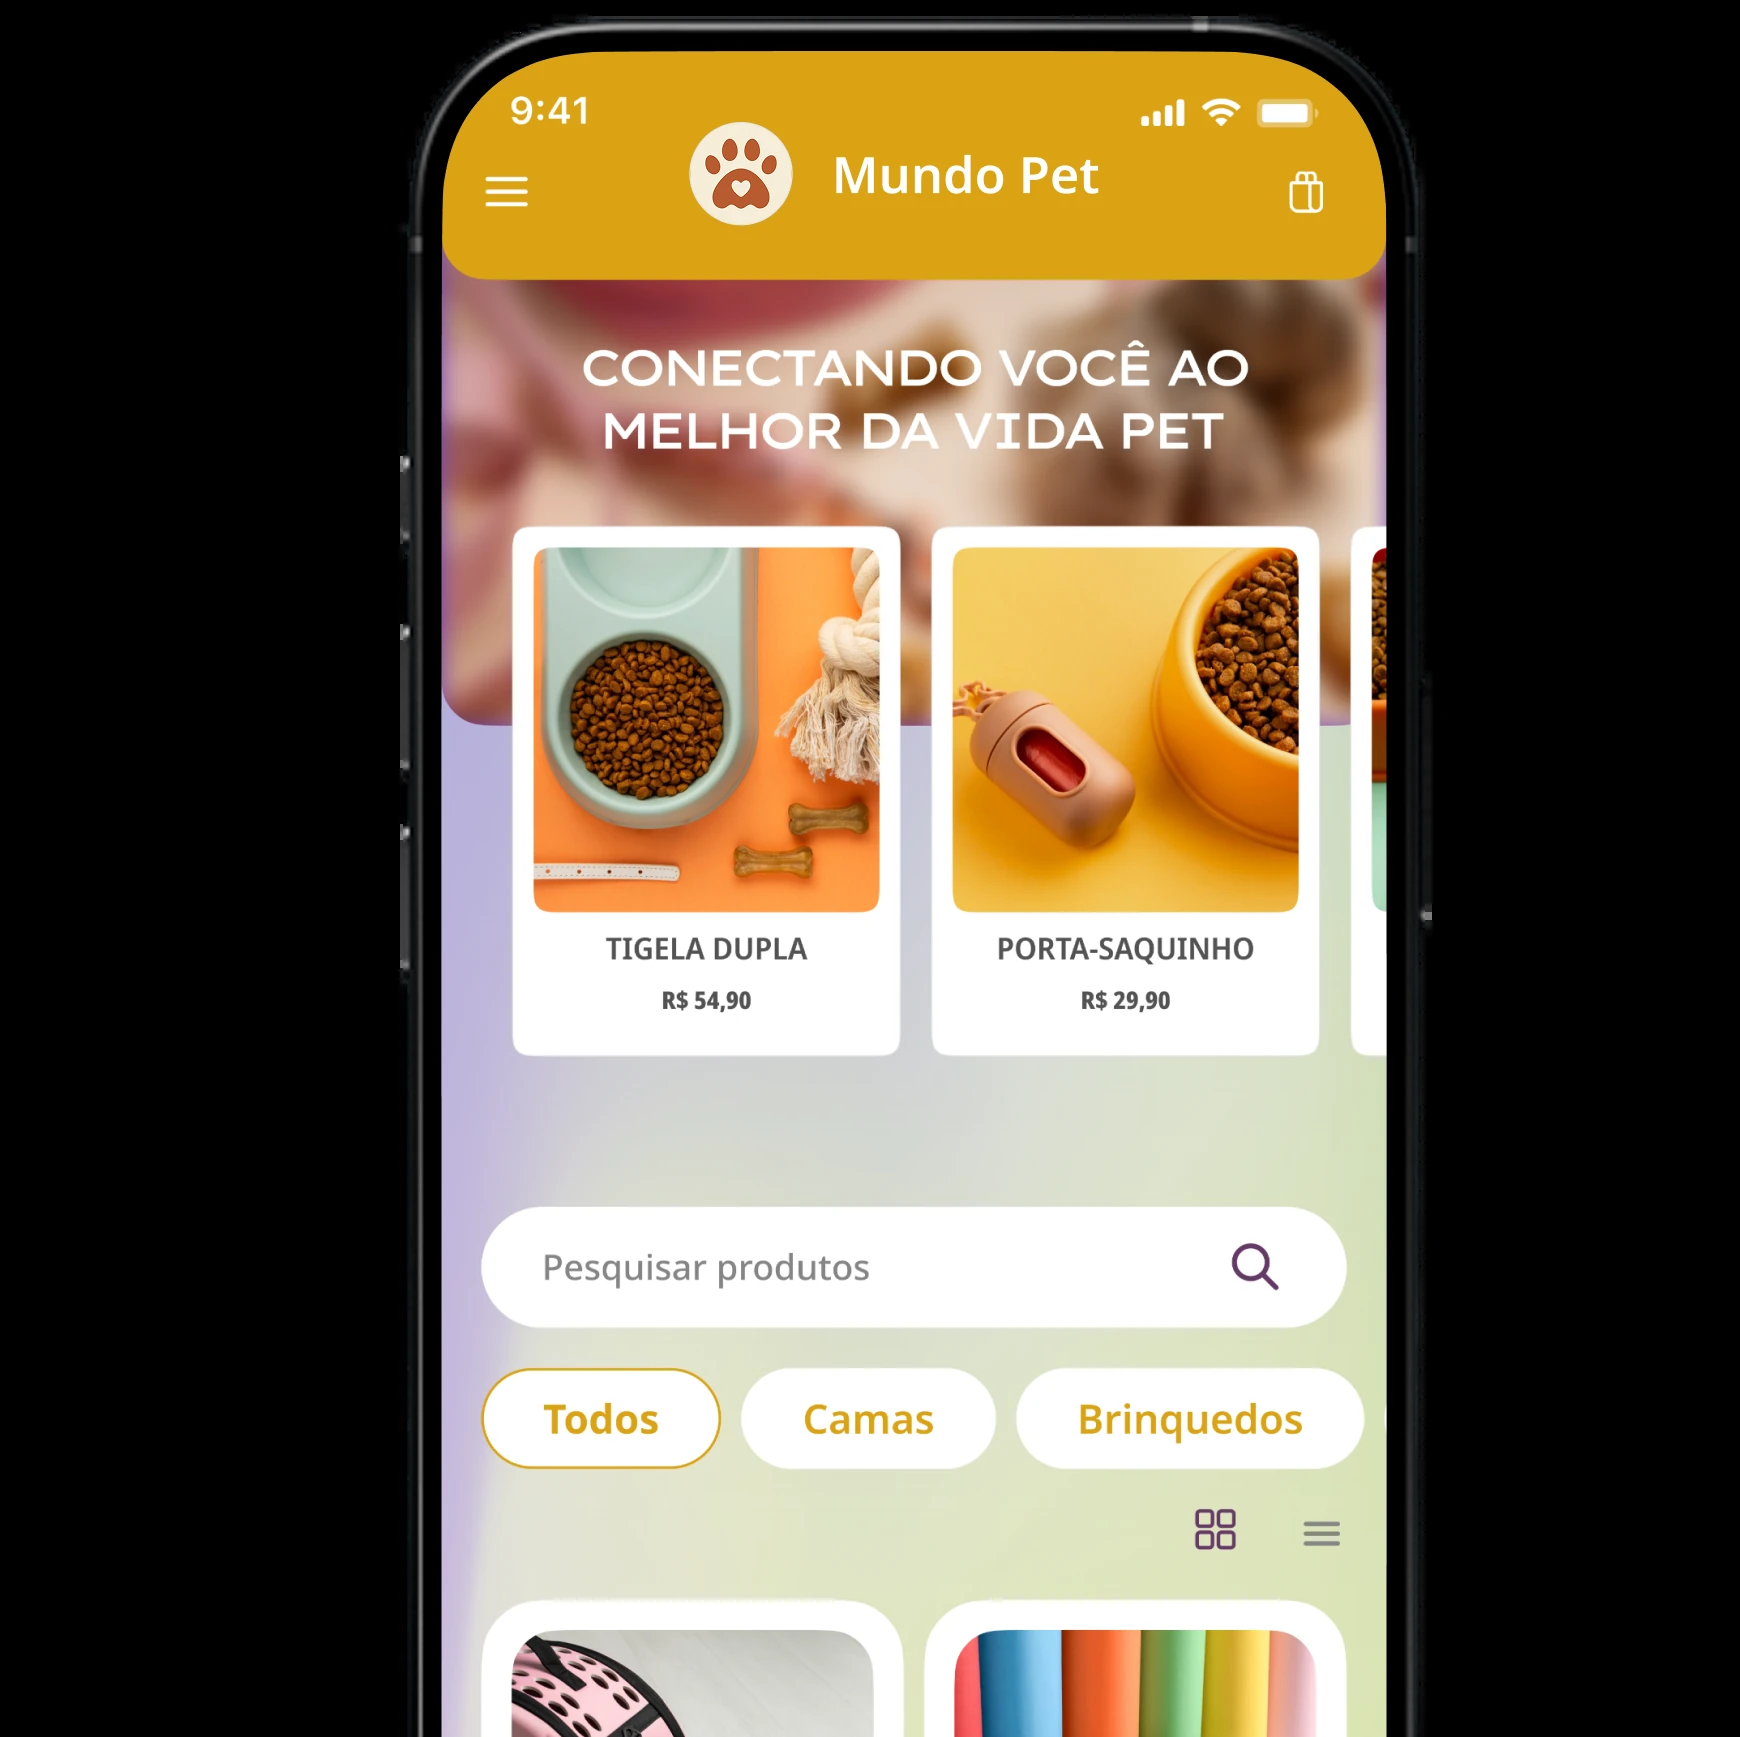 9:41
Mundo Pet
CONECTANDO VOCÊ AO
MELHOR DA VIDA PET
TIGELA DUPLA
R$ 54,90
PORTA-SAQUINHO
R$ 29,90
Pesquisar produtos
Todos
Camas
Brinquedos